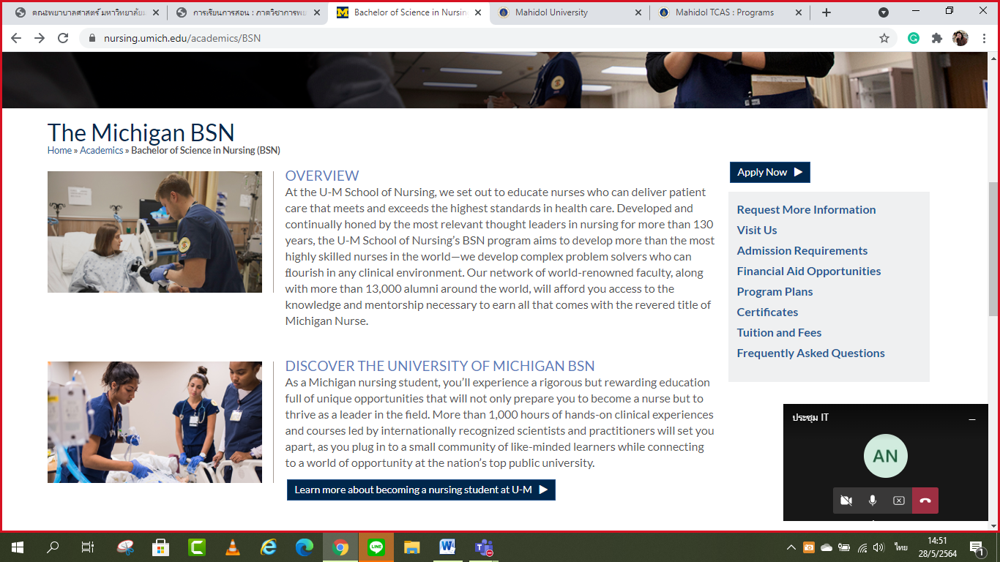 คณะพยาบาลศาสตร์ มหาวิทยาลัย
การเรียนการสอน : ภาควิชาการพย
Bachelor of Science in Nursin
Mahidol University
Mahidol TCAS : Programs
nursing.umich.edu/academics/BSN
The Michigan BSN
Home » Academics » Bachelor of Science in Nursing (BSN)
OVERVIEW
At the U-M School of Nursing, we set out to educate nurses who can deliver patient
care that meets and exceeds the highest standards in health care. Developed and
continually honed by the most relevant thought leaders in nursing for more than 130
years, the U-M School of Nursing's BSN program aims to develop more than the most
highly skilled nurses in the world—we develop complex problem solvers who can
flourish in any clinical environment. Our network of world-renowned faculty, along
with more than 13,000 alumni around the world, will afford you access to the
knowledge and mentorship necessary to earn all that comes with the revered title of
Michigan Nurse.
DISCOVER THE UNIVERSITY OF MICHIGAN BSN
As a Michigan nursing student, you'll experience a rigorous but rewarding education
full of unique opportunities that will not only prepare you to become a nurse but to
thrive as a leader in the field. More than 1,000 hours of hands-on clinical experiences
and courses led by internationally recognized scientists and practitioners will set you
apart, as you plug in to a small community of like-minded learners while connecting
to a world of opportunity at the nation's top public university.
Learn more about becoming a nursing student at U-M
Apply Now
Request More Information
Visit Us
Admission Requirements
Financial Aid Opportunities
Program Plans
Certificates
Tuition and Fees
Frequently Asked Questions
ประชุม IT
AN
ไทย
14:51
28/5/2564
1